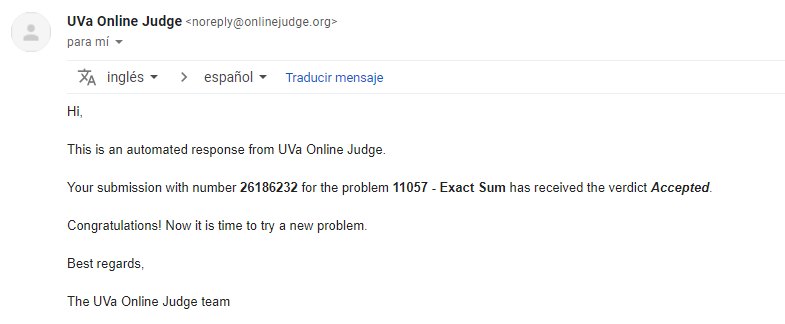 UVa Online Judge <noreply@onlinejudge.org>
para mí
inglés > español Traducir mensaje
Hi,
This is an automated response from UVa Online Judge.
Your submission with number 26186232 for the problem 11057 - Exact Sum has received the verdict Accepted.
Congratulations! Now it is time to try a new problem.
Best regards,
The UVa Online Judge team